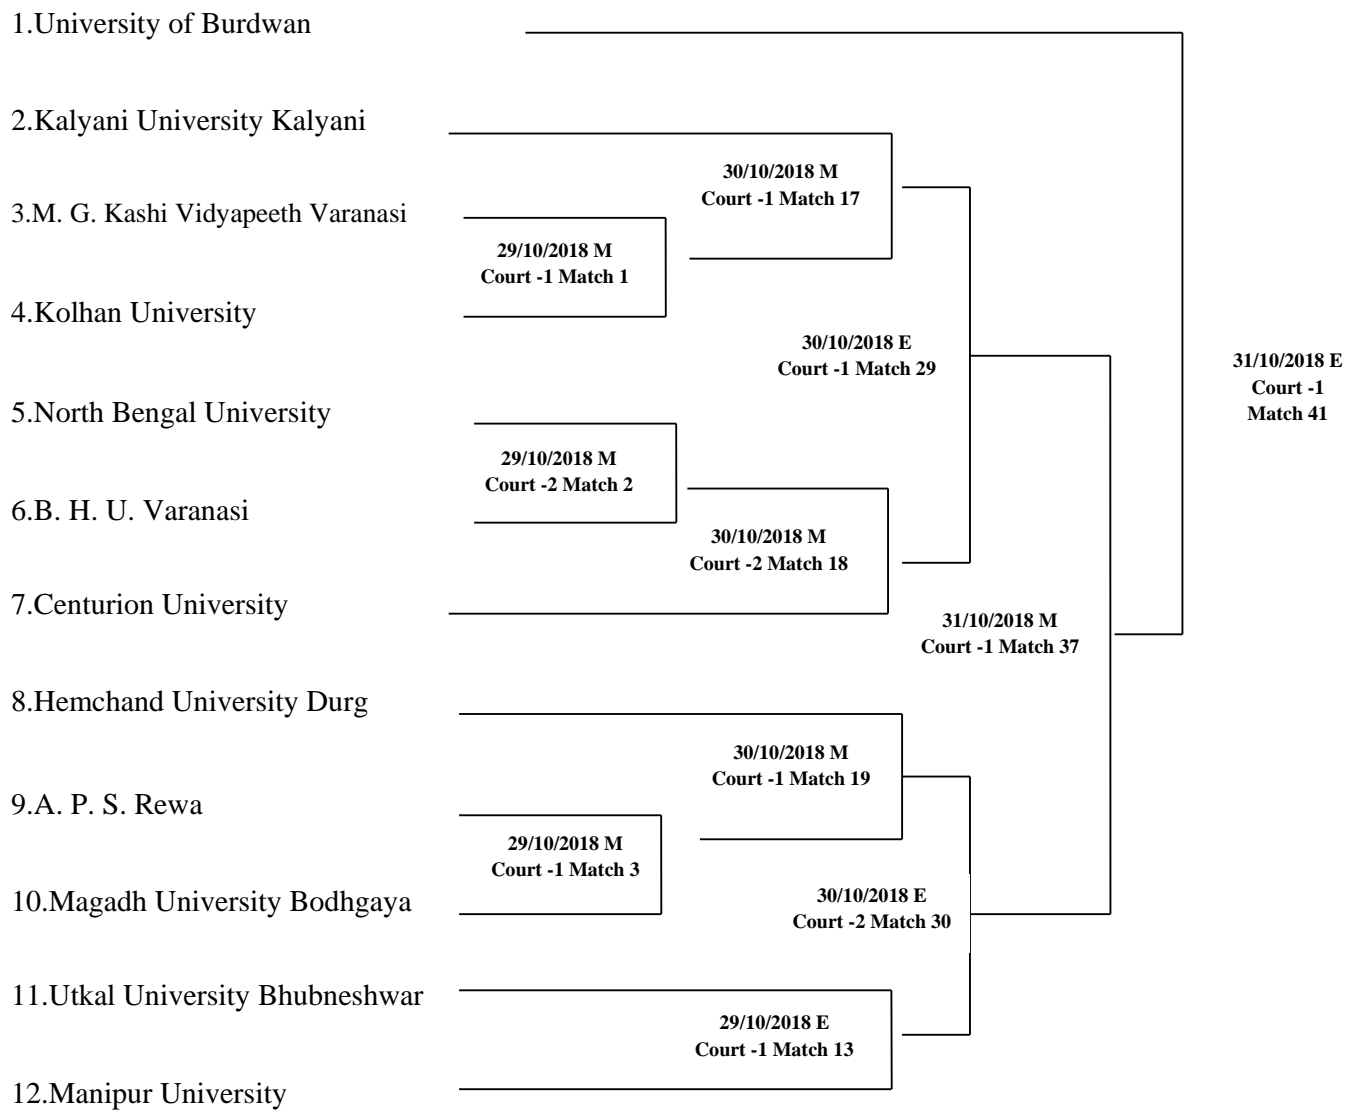 1.University of Burdwan
2.Kalyani University Kalyani
30/10/2018 M
Court -1 Match 17
3.M. G. Kashi Vidyapeeth Varanasi
29/10/2018 M
Court -1 Match 1
4.Kolhan University
30/10/2018 E
Court -1 Match 29
31/10/2018 E
Court -1
Match 41
5.North Bengal University
29/10/2018 M
Court -2 Match 2
6.B. H. U. Varanasi
30/10/2018 M
Court -2 Match 18
7.Centurion University
31/10/2018 M
Court -1 Match 37
8.Hemchand University Durg
30/10/2018 M
Court -1 Match 19
9.A. P. S. Rewa
29/10/2018 M
Court -1 Match 3
10.Magadh University Bodhgaya
30/10/2018 E
Court -2 Match 30
11.Utkal University Bhubneshwar
29/10/2018 E
Court -1 Match 13
12.Manipur University